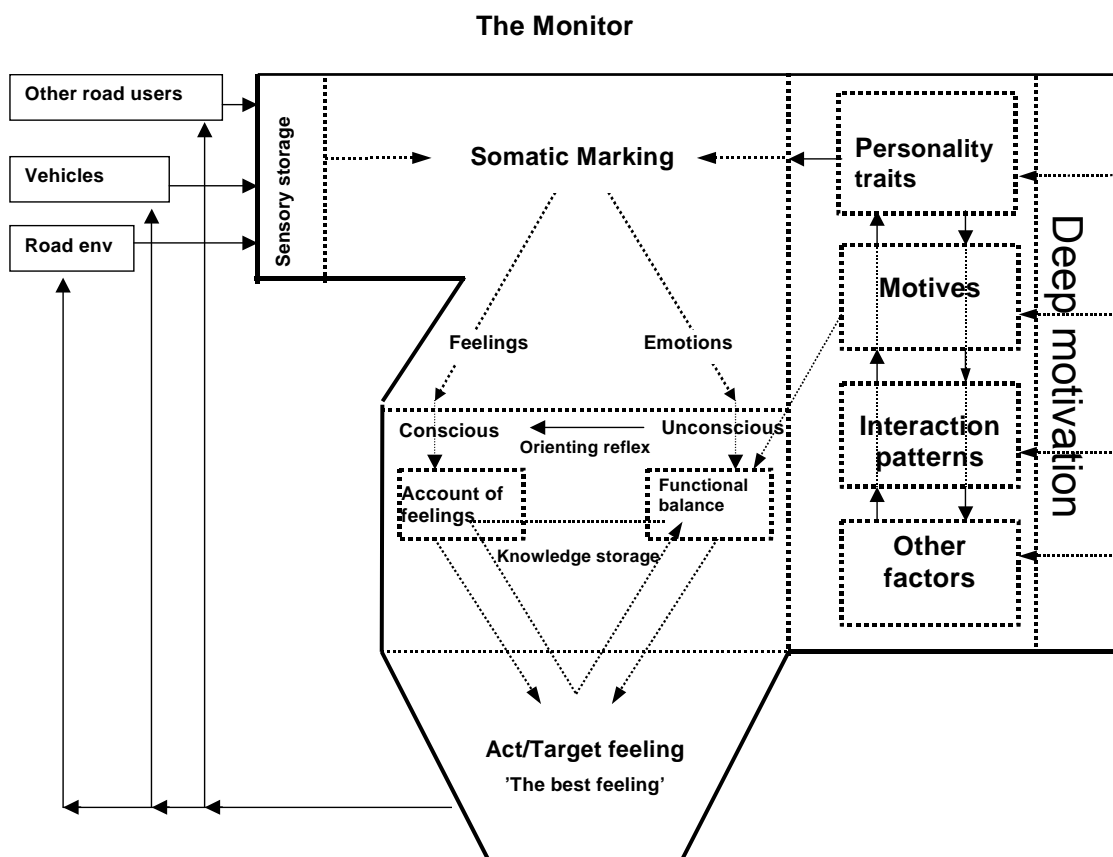 The Monitor
Other road users
Vehicles
Road env
Sensory storage
Somatic Marking
Personality
traits
Motives
Interaction
patterns
Other
factors
Deep motivation
Feelings
Emotions
Conscious
Unconscious
Orienting reflex
Account of
feelings
Functional
balance
Knowledge storage
Act/Target feeling
’The best feeling’